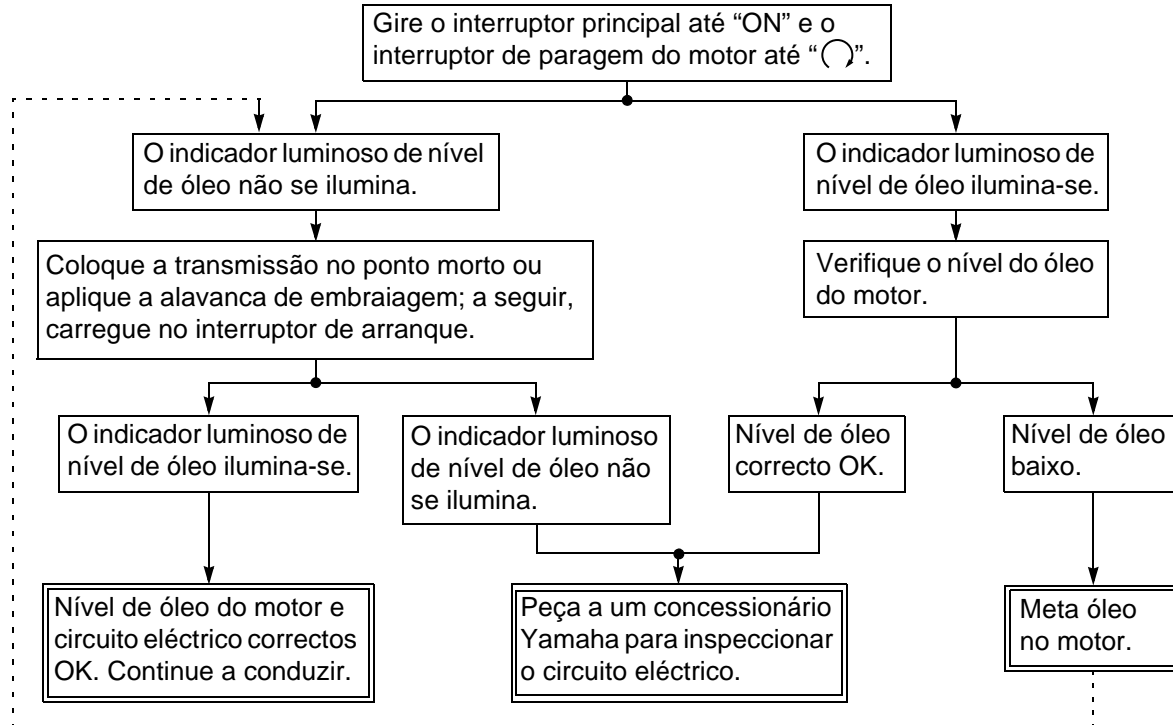 Gire o interruptor principal até “ON” e o
interruptor de paragem do motor até “ ”.
O indicador luminoso de nível
de óleo não se ilumina.
O indicador luminoso de
nível de óleo ilumina-se.
Coloque a transmissão no ponto morto ou
aplique a alavanca de embraiagem; a seguir,
carregue no interruptor de arranque.
Verifique o nível do óleo
do motor.
O indicador luminoso de
nível de óleo ilumina-se.
O indicador luminoso
de nível de óleo não
se ilumina.
Nível de óleo
correcto OK.
Nível de óleo
baixo.
Nível de óleo do motor e
circuito eléctrico correctos
OK. Continue a conduzir.
Peça a um concessionário
Yamaha para inspeccionar
o circuito eléctrico.
Meta óleo
no motor.